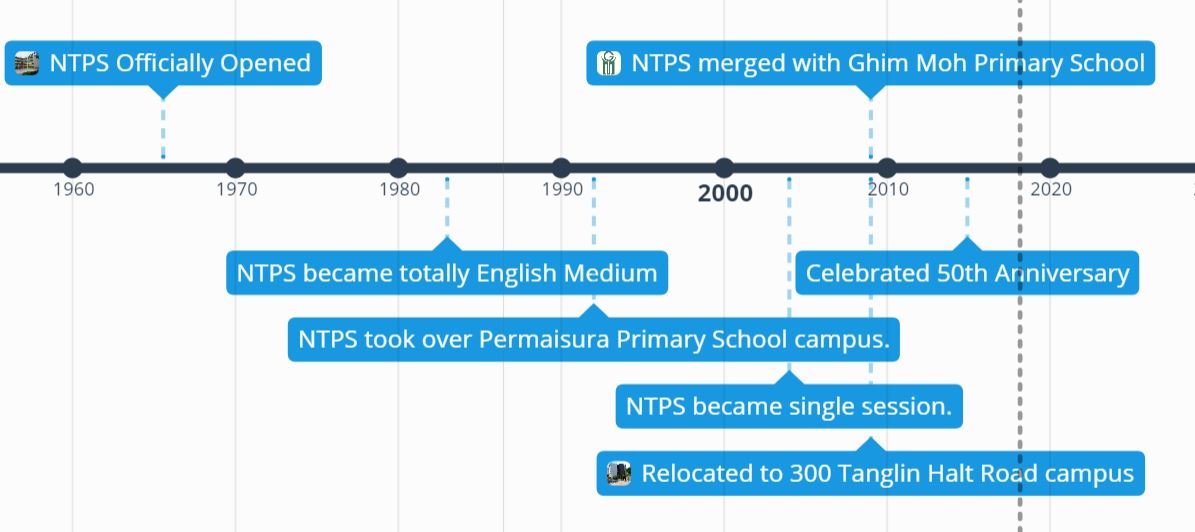 NTPS Officially Opened
NTPS merged with Ghim Moh Primary School
1960
1970
1980
1990
2000
2010
2020
NTPS became totally English Medium
Celebrated 50th Anniversary
NTPS took over Permaisura Primary School campus.
NTPS became single session.
Relocated to 300 Tanglin Halt Road campus